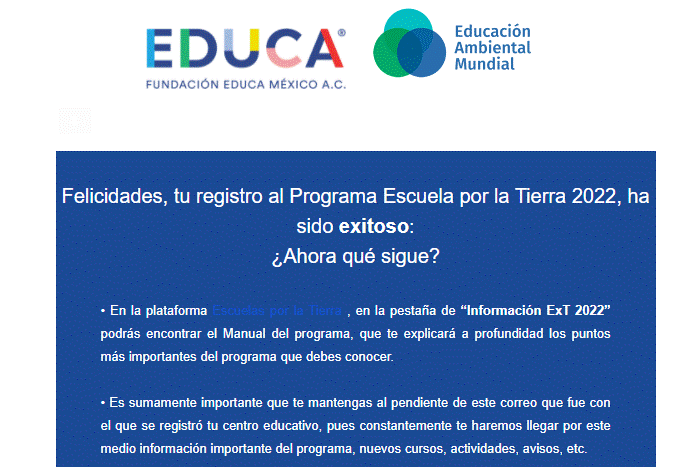 EDUCA®
FUNDACIÓN EDUCA MÉXICO A.C.
Educación
Ambiental
Mundial
Felicidades, tu registro al Programa Escuela por la Tierra 2022, ha
sido exitoso:
¿Ahora qué sigue?
• En la plataforma Escuelas por la Tierra , en la pestaña de “Información ExT 2022”
podrás encontrar el Manual del programa, que te explicará a profundidad los puntos
más importantes del programa que debes conocer.
• Es sumamente importante que te mantengas al pendiente de este correo que fue con
el que se registró tu centro educativo, pues constantemente te haremos llegar por este
medio información importante del programa, nuevos cursos, actividades, avisos, etc.